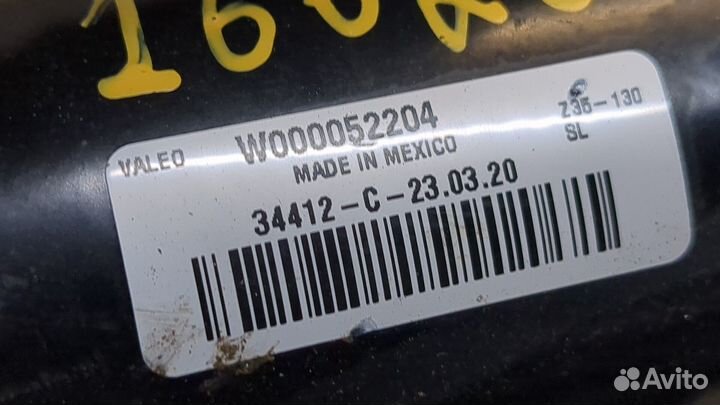 VALEO
W000052204
Z35-130
MADE IN MEXICO
SL
34412-C-23.03.20
Avito